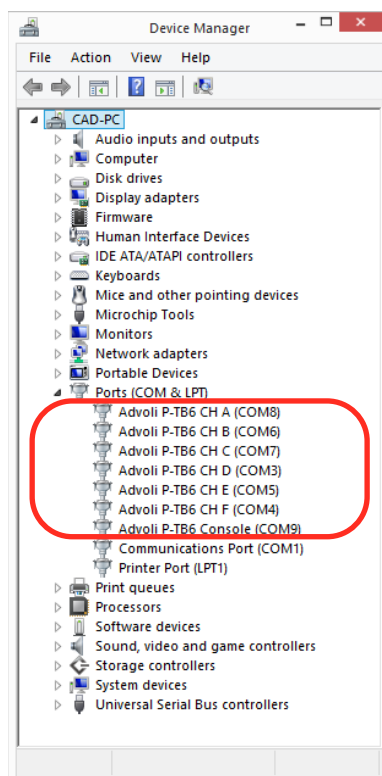 Device Manager
File Action View Help
CAD-PC
Audio inputs and outputs
Computer
Disk drives
Display adapters
Firmware
Human Interface Devices
IDE ATA/ATAPI controllers
Keyboards
Mice and other pointing devices
Microchip Tools
Monitors
Network adapters
Portable Devices
Ports (COM & LPT)
Advoli P-TB6 CH A (COM8)
Advoli P-TB6 CH B (COM6)
Advoli P-TB6 CH C (COM7)
Advoli P-TB6 CH D (COM3)
Advoli P-TB6 CH E (COM5)
Advoli P-TB6 CH F (COM4)
Advoli P-TB6 Console (COM9)
Communications Port (COM1)
Printer Port (LPT1)
Print queues
Processors
Software devices
Sound, video and game controllers
Storage controllers
System devices
Universal Serial Bus controllers